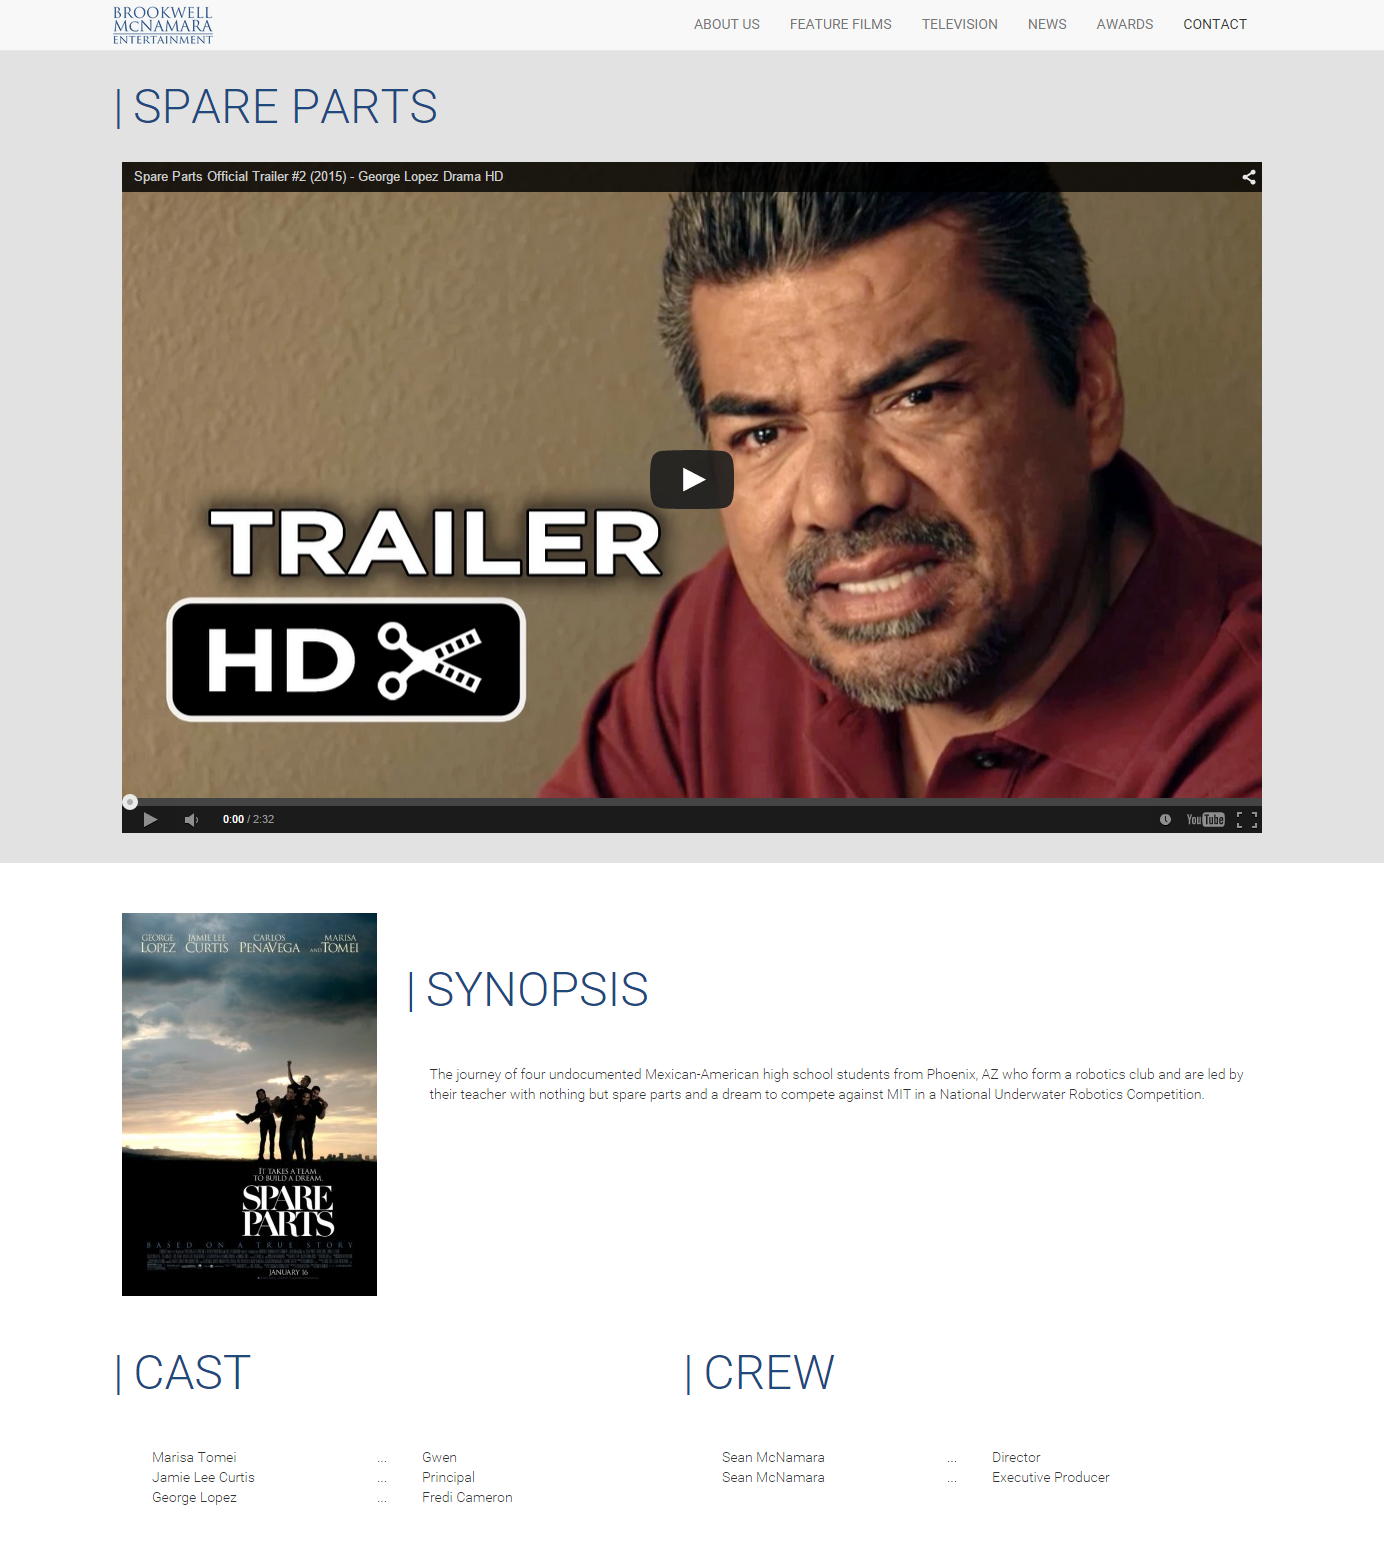 BROOKWELL
MCNAMARA
ENTERTAINMENT
ABOUT US FEATURE FILMS TELEVISION NEWS AWARDS CONTACT
| SPARE PARTS
Spare Parts Official Trailer #2 (2015) - George Lopez Drama HD
TRAILER
HD
0:00 / 2:32
YouTube
GEORGE LOPEZ JAMIE LEE CURTIS CARLOS PENAVEGA AND MARISA TOMEI
| SYNOPSIS
The journey of four undocumented Mexican-American high school students from Phoenix, AZ who form a robotics club and are led by
their teacher with nothing but spare parts and a dream to compete against MIT in a National Underwater Robotics Competition.
IT TAKES A TEAM
TO BUILD A DREAM.
SPARE
PARTS
BASED ON A TRUE STORY
JANUARY 16
| CAST
Marisa Tomei ... Gwen
Jamie Lee Curtis ... Principal
George Lopez ... Fredi Cameron
| CREW
Sean McNamara ... Director
Sean McNamara ... Executive Producer